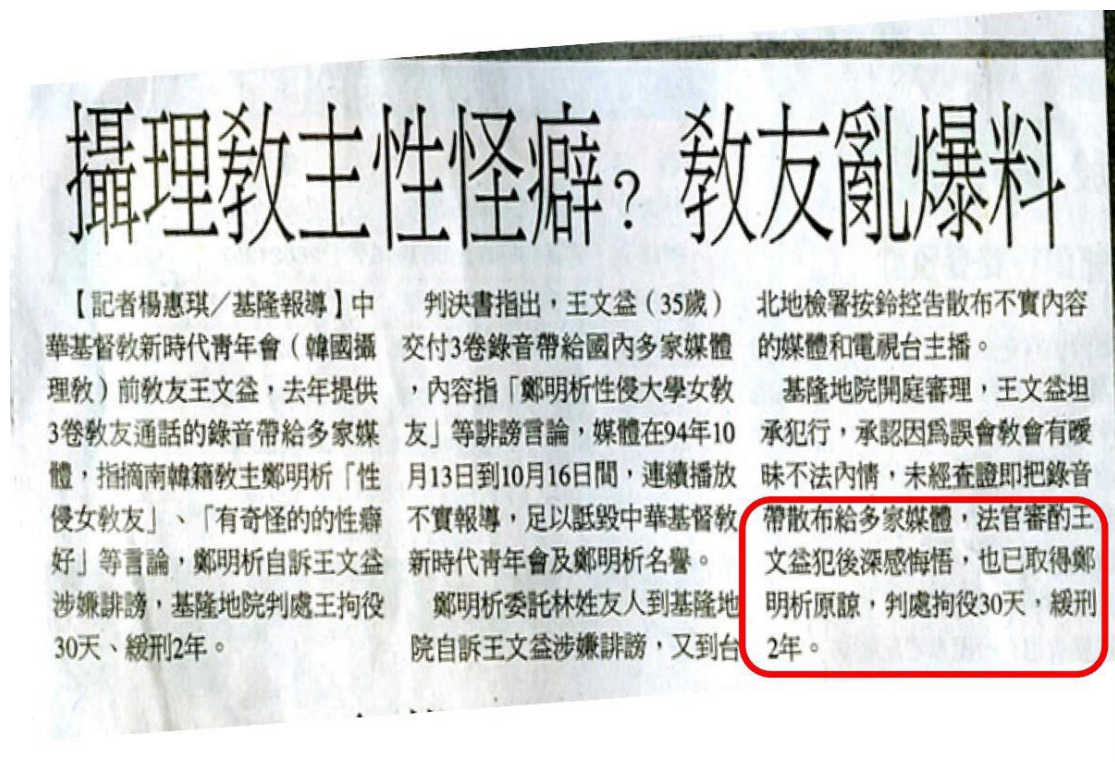 攝理教主性怪癖？教友亂爆料
【記者楊惠琪／基隆報導】中
華基督教新時代青年會（韓國攝
理教）前教友王文益，去年提供
3卷教友通話的錄音帶給多家媒
體，指摘南韓籍教主鄭明析「性
侵女教友」、「有奇怪的的性癖
好」等言論，鄭明析自訴王文益
涉嫌誹謗，基隆地院判處王拘役
30天、緩刑2年。
判決書指出，王文益（35歲）
交付3卷錄音帶給國內多家媒體
，內容指「鄭明析性侵大學女教
友」等誹謗言論，媒體在94年10
月13日到10月16日間，連續播放
不實報導，足以詆毀中華基督教
新時代青年會及鄭明析名譽。
鄭明析委託林姓友人到基隆地
院自訴王文益涉嫌誹謗，又到台
北地檢署按鈴控告散布不實內容
的媒體和電視台主播。
基隆地院開庭審理，王文益坦
承犯行，承認因為誤會教會有曖
昧不法內情，未經查證即把錄音
帶散布給多家媒體，法官審酌王
文益犯後深感悔悟，也已取得鄭
明析原諒，判處拘役30天，緩刑
2年。